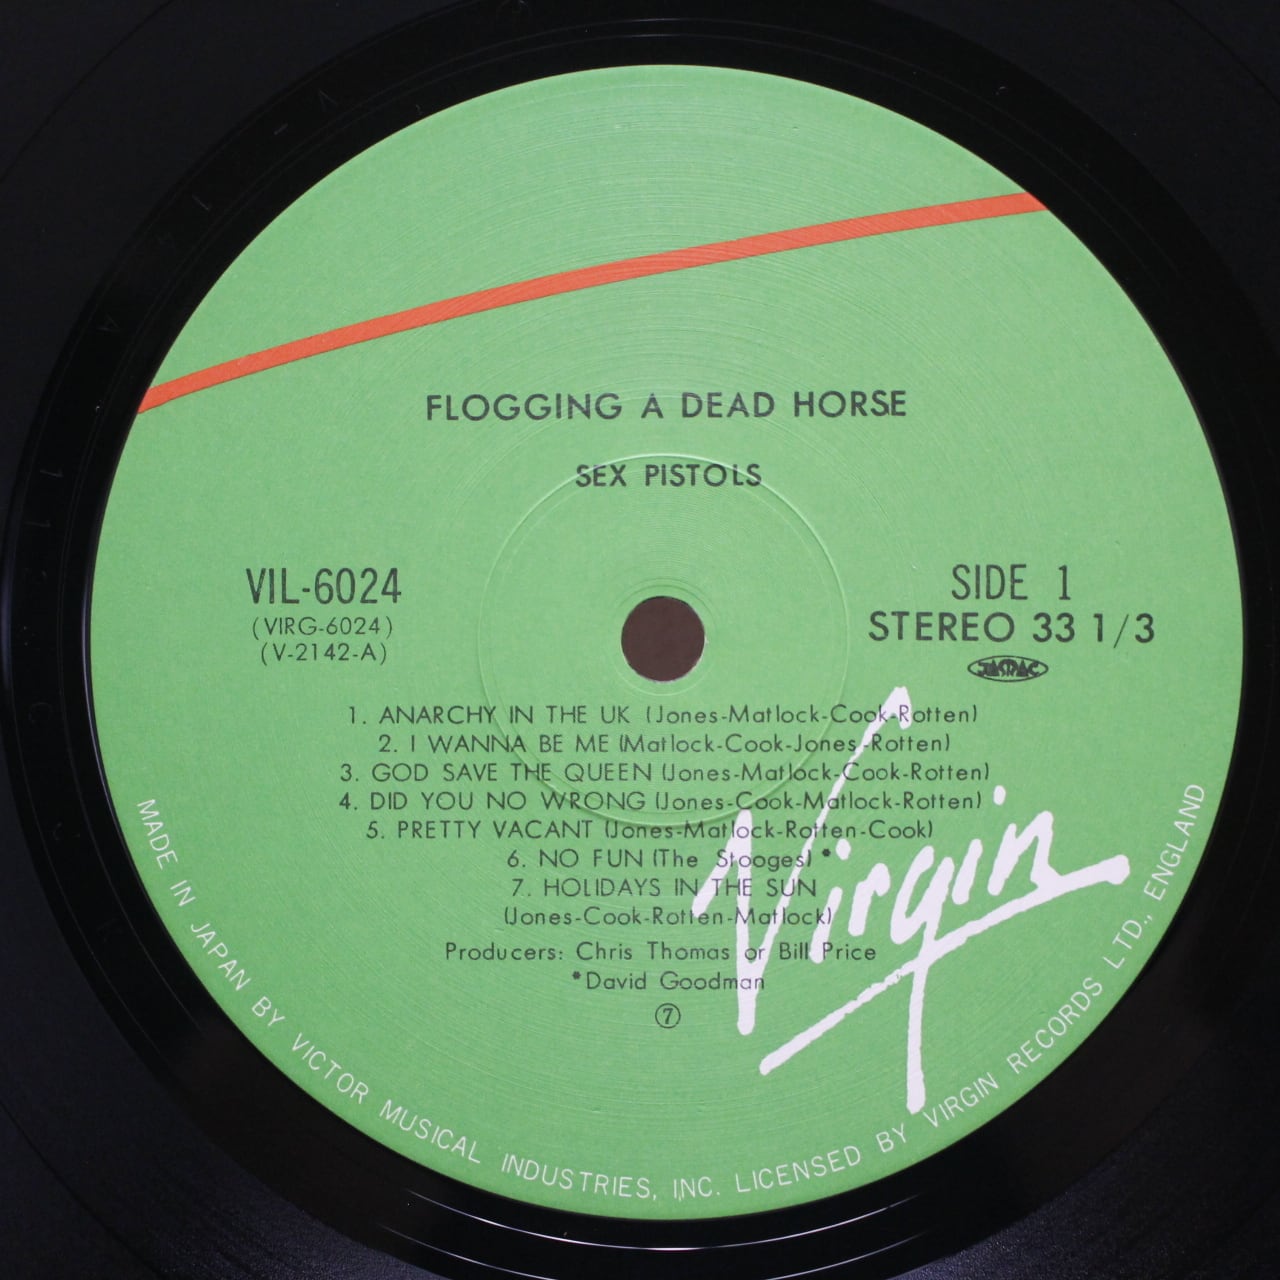 FLOGGING A DEAD HORSE
SEX PISTOLS
VIL-6024
(VIRG-6024)
(V-2142-A)
SIDE 1
STEREO 33 1/3
JASRAC
1. ANARCHY IN THE UK (Jones-Matlock-Cook-Rotten)
2. I WANNA BE ME (Matlock-Cook-Jones-Rotten)
3. GOD SAVE THE QUEEN (Jones-Matlock-Cook-Rotten)
4. DID YOU NO WRONG (Jones-Cook-Matlock-Rotten)
5. PRETTY VACANT (Jones-Matlock-Rotten-Cook)
6. NO FUN (The Stooges) *
7. HOLIDAYS IN THE SUN
(Jones-Cook-Rotten-Matlock)
Producers: Chris Thomas or Bill Price
*David Goodman
⑦
Virgin
MADE IN JAPAN BY VICTOR MUSICAL INDUSTRIES, INC. LICENSED BY VIRGIN RECORDS LTD., ENGLAND